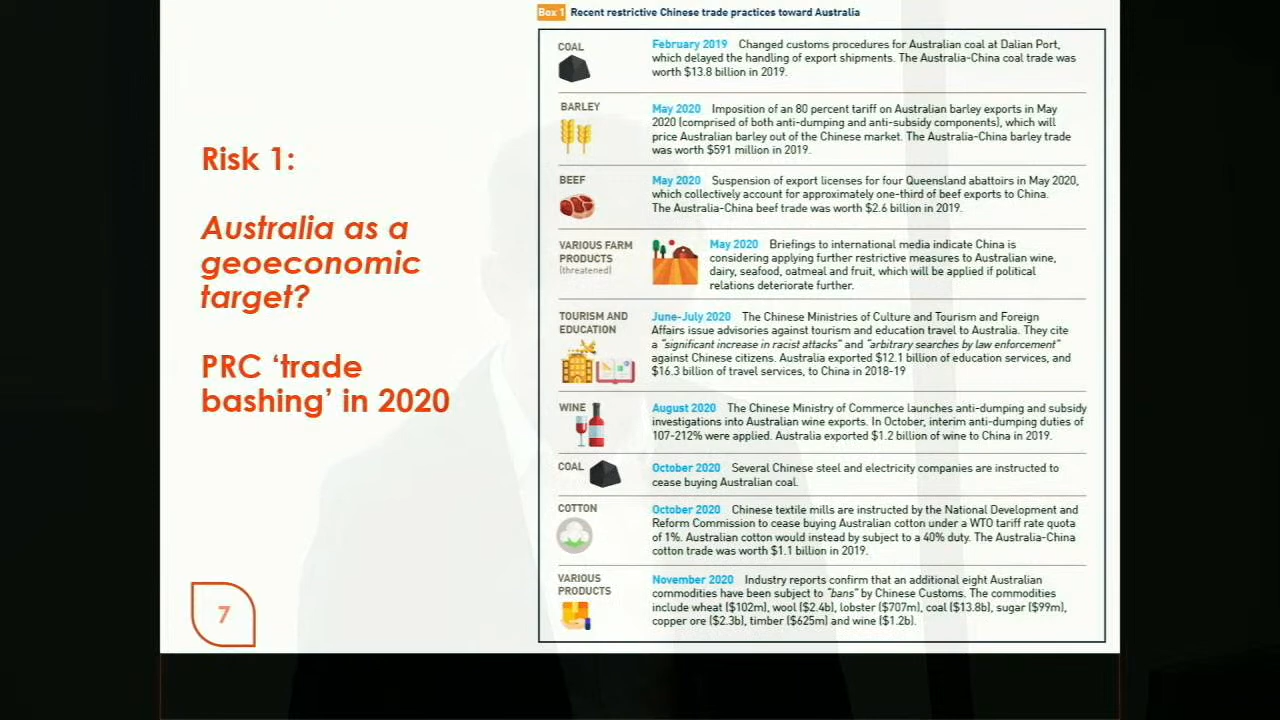 Risk 1:
Australia as a
geoeconomic
target?
PRC ‘trade
bashing’ in 2020
7
Box 1 Recent restrictive Chinese trade practices toward Australia
COAL
February 2019 Changed customs procedures for Australian coal at Dalian Port,
which delayed the handling of export shipments. The Australia-China coal trade was
worth $13.8 billion in 2019.
BARLEY
May 2020 Imposition of an 80 percent tariff on Australian barley exports in May
2020 (comprised of both anti-dumping and anti-subsidy components), which will
price Australian barley out of the Chinese market. The Australia-China barley trade
was worth $591 million in 2019.
BEEF
May 2020 Suspension of export licenses for four Queensland abattoirs in May 2020,
which collectively account for approximately one-third of beef exports to China.
The Australia-China beef trade was worth $2.6 billion in 2019.
VARIOUS FARM
PRODUCTS
(threatened)
May 2020 Briefings to international media indicate China is
considering applying further restrictive measures to Australian wine,
dairy, seafood, oatmeal and fruit, which will be applied if political
relations deteriorate further.
TOURISM AND
EDUCATION
June-July 2020 The Chinese Ministries of Culture and Tourism and Foreign
Affairs issue advisories against tourism and education travel to Australia. They cite
a “significant increase in racist attacks” and “arbitrary searches by law enforcement”
against Chinese citizens. Australia exported $12.1 billion of education services, and
$16.3 billion of travel services, to China in 2018-19
WINE
August 2020 The Chinese Ministry of Commerce launches anti-dumping and subsidy
investigations into Australian wine exports. In October, interim anti-dumping duties of
107-212% were applied. Australia exported $1.2 billion of wine to China in 2019.
COAL
October 2020 Several Chinese steel and electricity companies are instructed to
cease buying Australian coal.
COTTON
October 2020 Chinese textile mills are instructed by the National Development and
Reform Commission to cease buying Australian cotton under a WTO tariff rate quota
of 1%. Australian cotton would instead by subject to a 40% duty. The Australia-China
cotton trade was worth $1.1 billion in 2019.
VARIOUS
PRODUCTS
November 2020 Industry reports confirm that an additional eight Australian
commodities have been subject to “bans” by Chinese Customs. The commodities
include wheat ($102m), wool ($2.4b), lobster ($707m), coal ($13.8b), sugar ($99m),
copper ore ($2.3b), timber ($625m) and wine ($1.2b).